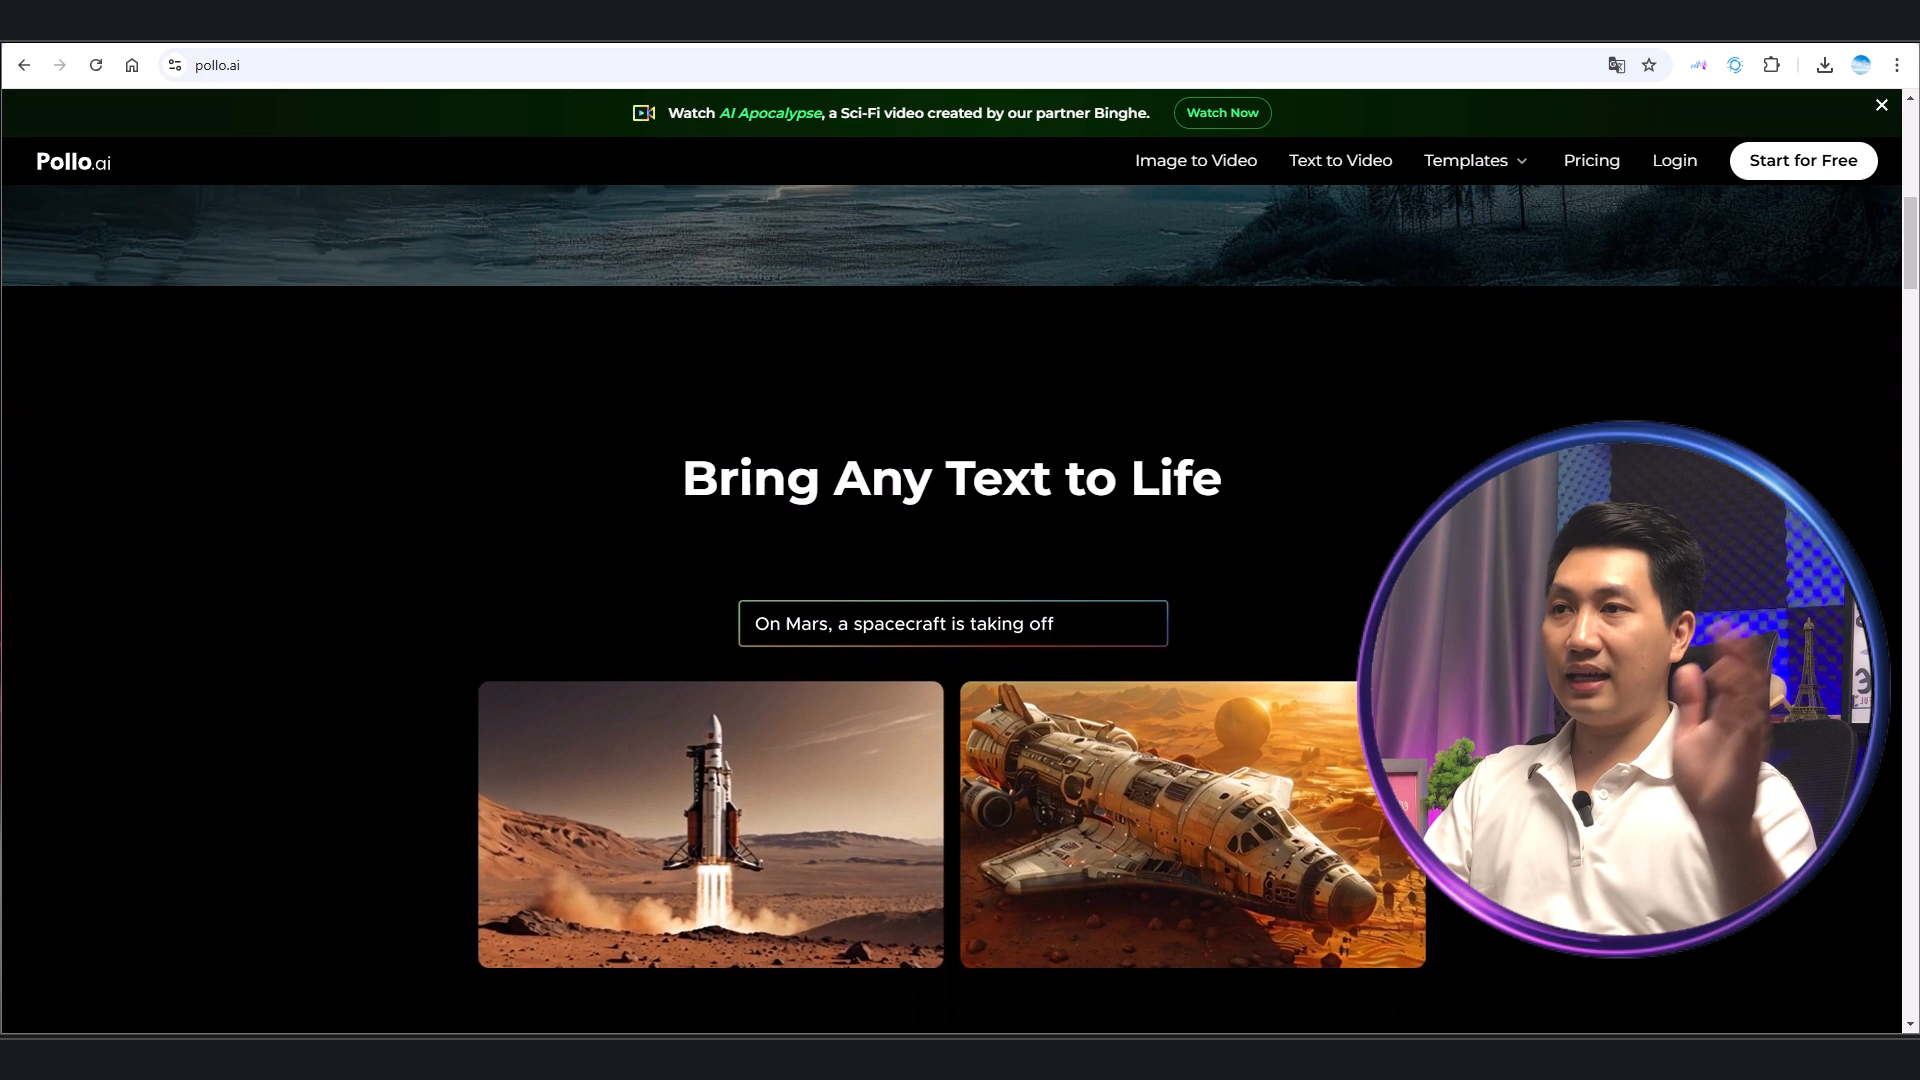 pollo.ai
Watch AI Apocalypse, a Sci-Fi video created by our partner Binghe.
Watch Now
Pollo.ai
Image to Video
Text to Video
Templates
Pricing
Login
Start for Free
Bring Any Text to Life
On Mars, a spacecraft is taking off